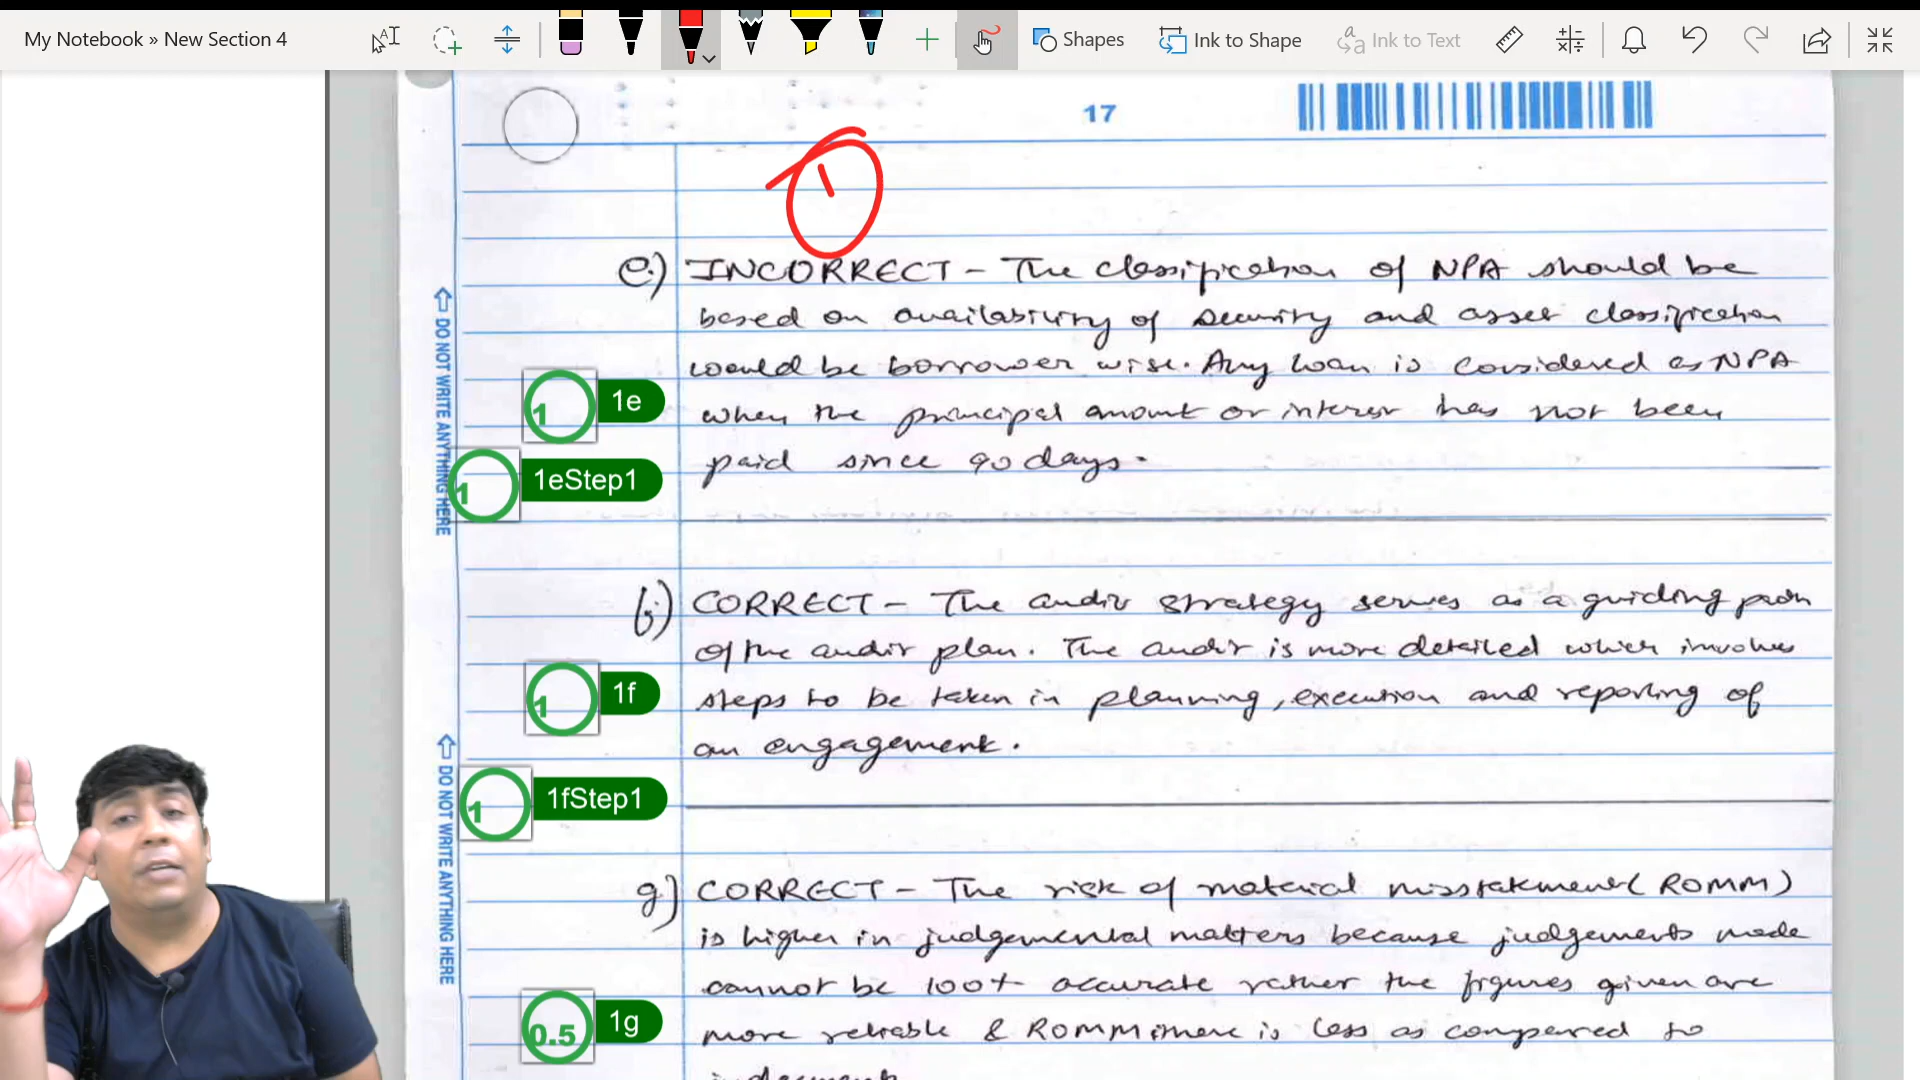 My Notebook » New Section 4
Shapes
Ink to Shape
Ink to Text
17
e.) INCORRECT - The classification of NPA should be
based on availability of security and asset classification
would be borrower wise. Any loan is considered as NPA
1
1e
when the principal amount or interest has not been
paid since 90 days.
1
1eStep1
DO NOT WRITE ANYTHING HERE
f.) CORRECT - The audit strategy serves as a guiding path
of the audit plan. The audit is more detailed which involves
1
1f
steps to be taken in planning, execution and reporting of
an engagement.
1
1fStep1
DO NOT WRITE ANYTHING HERE
g.) CORRECT - The risk of material misstatement (ROMM)
is higher in judgemental matters because judgements made
cannot be 100% accurate rather the figures given are
0.5
1g
more reliable & ROMM is less as compared to